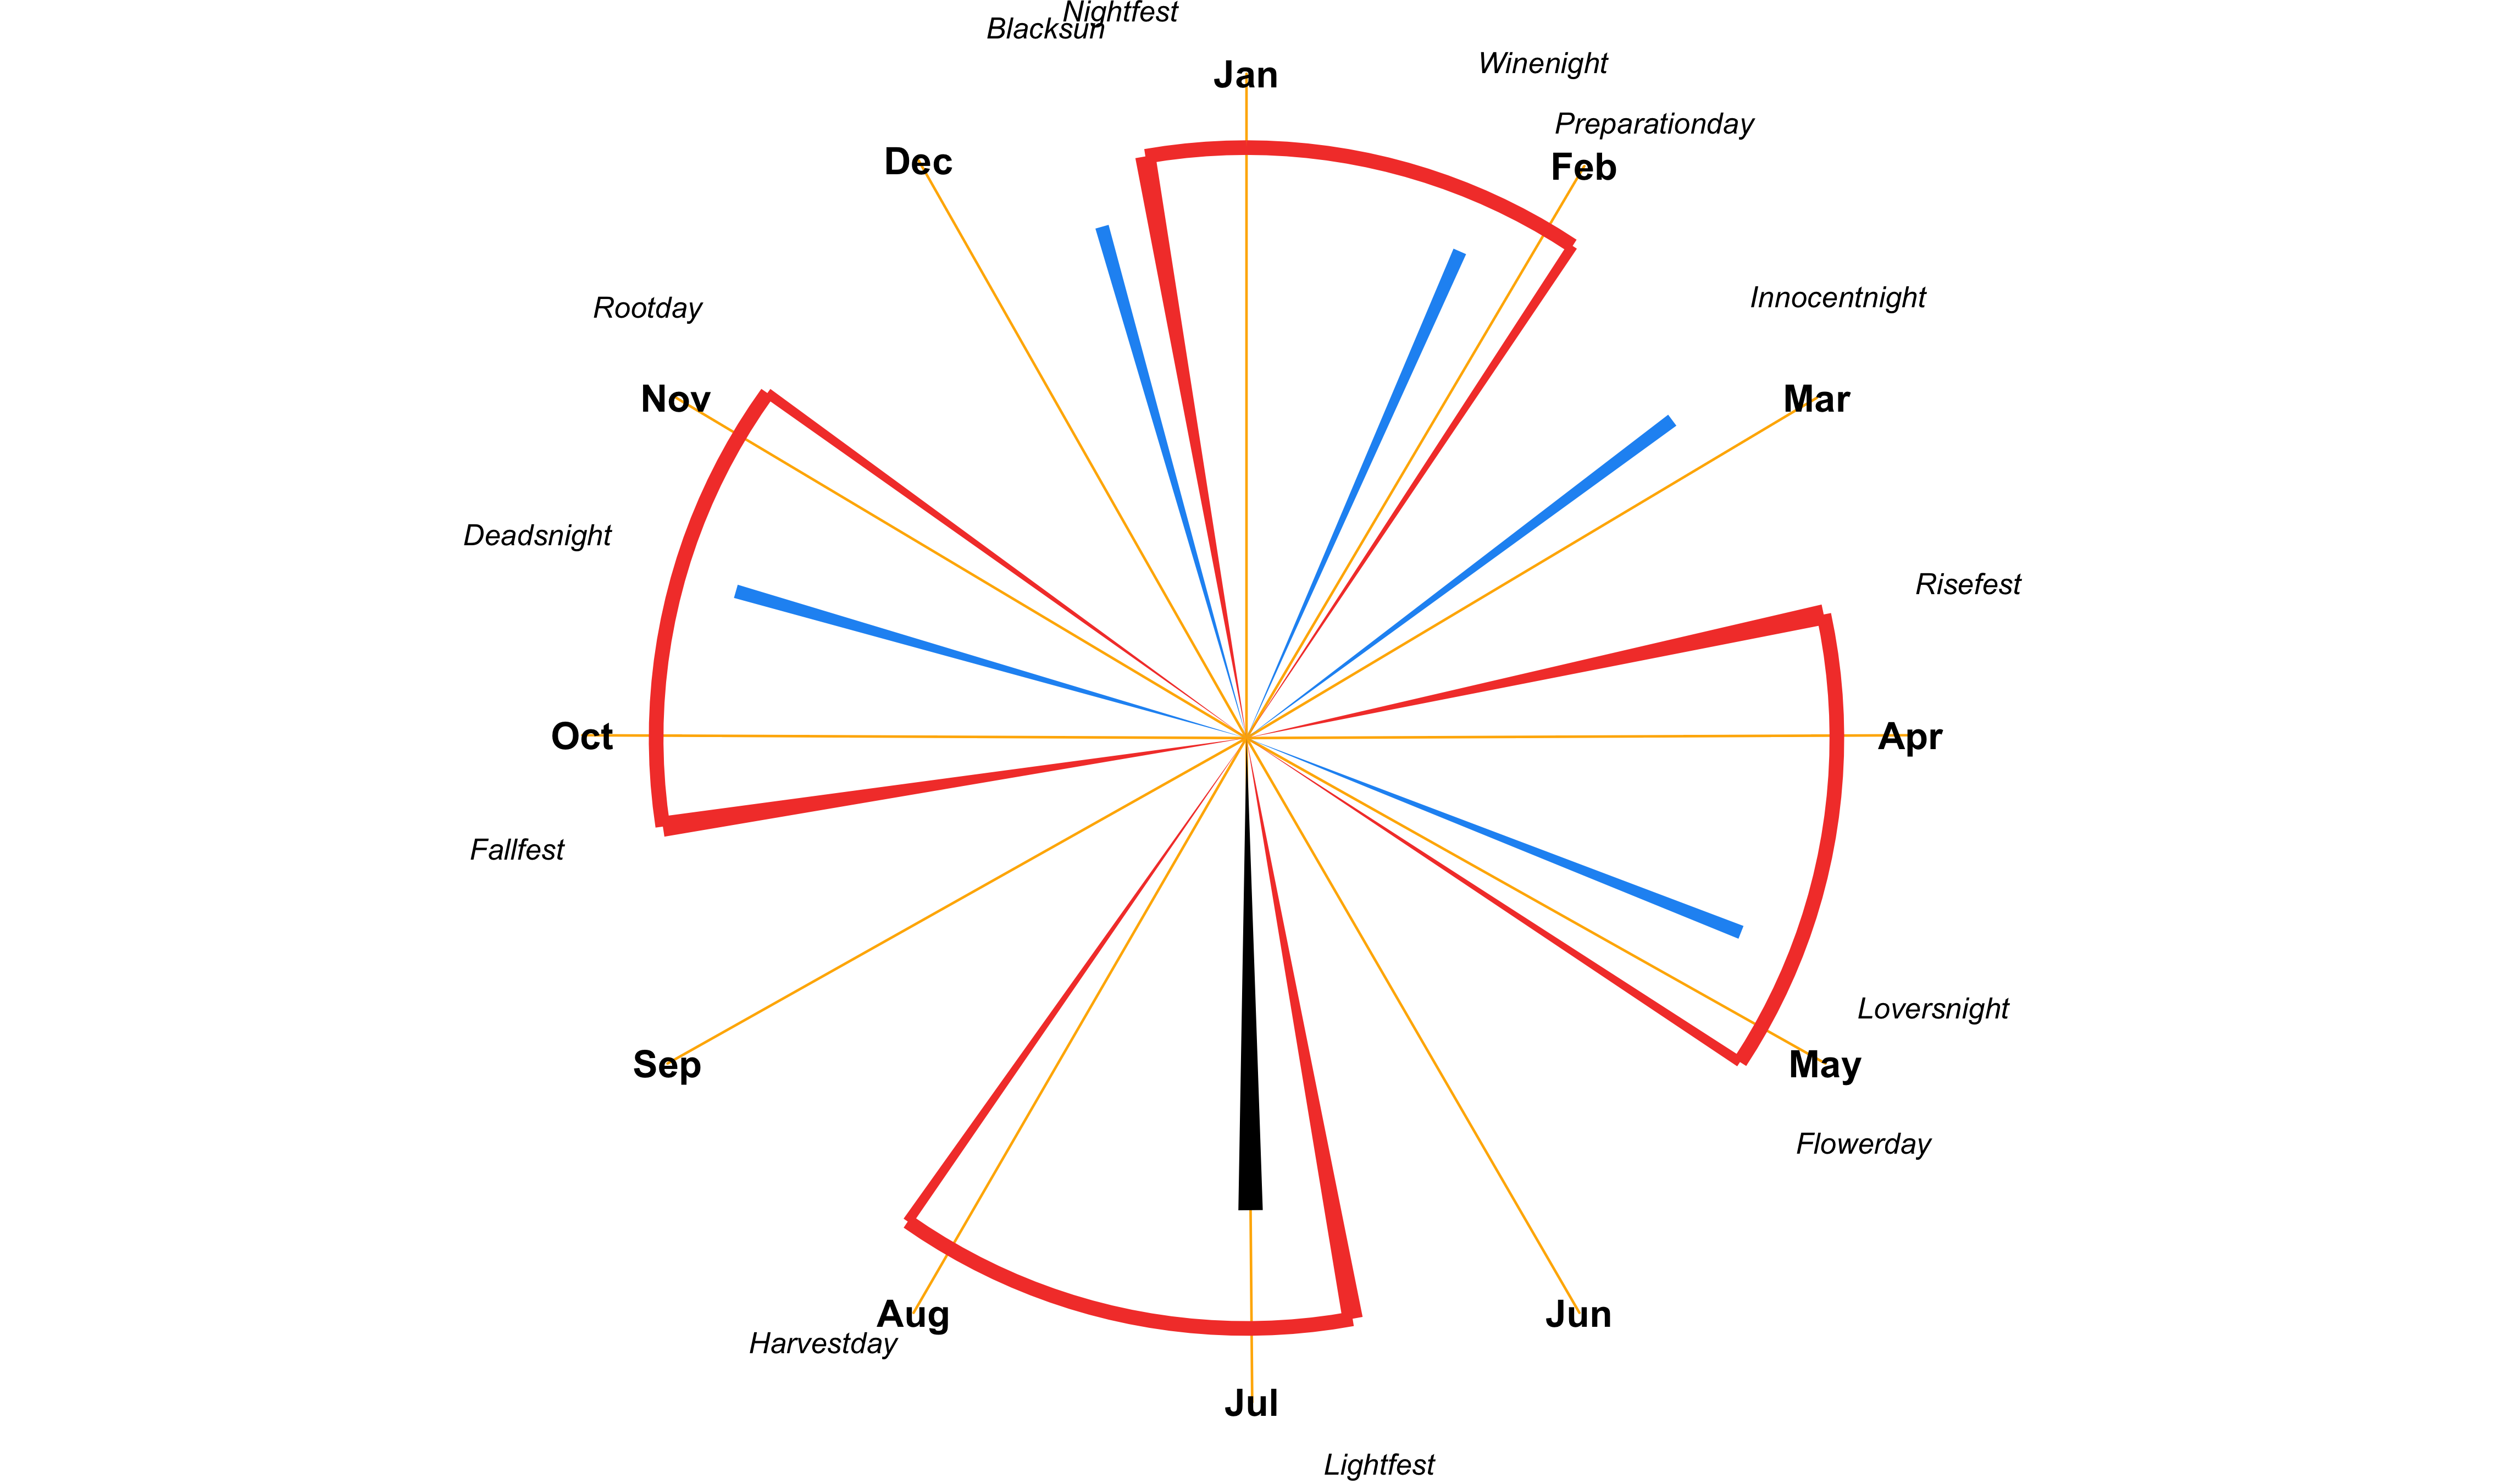 Nightfest
Blacksun
Winenight
Jan
Preparationday
Dec
Feb
Innocentnight
Rootday
Nov
Mar
Deadsnight
Risefest
Oct
Apr
Fallfest
Loversnight
Sep
May
Flowerday
Aug
Jun
Harvestday
Jul
Lightfest